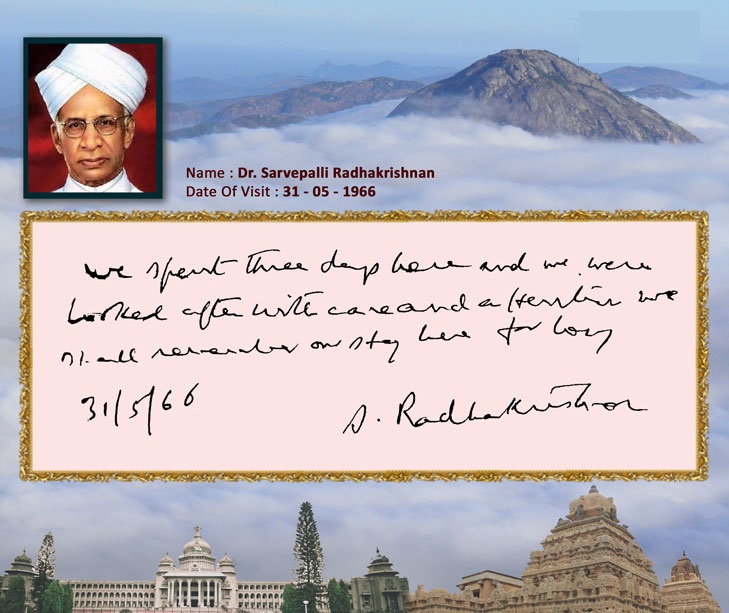 Name : Dr. Sarvepalli Radhakrishnan
Date Of Visit : 31 - 05 - 1966
We spent three days here and we were
looked after with care and attention we
shall remember our stay here for long
31/5/66
S. Radhakrishnan